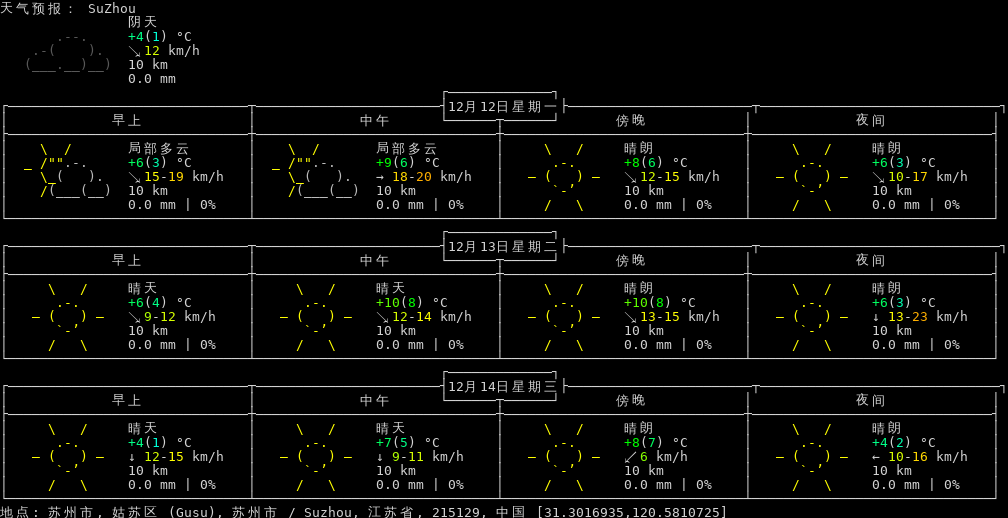 天气预报: SuZhou
阴天
+4(1) °C
↘ 12 km/h
10 km
0.0 mm
12月12日星期一
早上 中午 傍晚 夜间
局部多云 局部多云 晴朗 晴朗
+6(3) °C +9(6) °C +8(6) °C +6(3) °C
↘ 15-19 km/h → 18-20 km/h ↘ 12-15 km/h ↘ 10-17 km/h
10 km 10 km 10 km 10 km
0.0 mm | 0% 0.0 mm | 0% 0.0 mm | 0% 0.0 mm | 0%
12月13日星期二
早上 中午 傍晚 夜间
晴天 晴天 晴朗 晴朗
+6(4) °C +10(8) °C +10(8) °C +6(3) °C
↘ 9-12 km/h ↘ 12-14 km/h ↘ 13-15 km/h ↓ 13-23 km/h
10 km 10 km 10 km 10 km
0.0 mm | 0% 0.0 mm | 0% 0.0 mm | 0% 0.0 mm | 0%
12月14日星期三
早上 中午 傍晚 夜间
晴天 晴天 晴朗 晴朗
+4(1) °C +7(5) °C +8(7) °C +4(2) °C
↓ 12-15 km/h ↓ 9-11 km/h ↙ 6 km/h ← 10-16 km/h
10 km 10 km 10 km 10 km
0.0 mm | 0% 0.0 mm | 0% 0.0 mm | 0% 0.0 mm | 0%
地点: 苏州市, 姑苏区 (Gusu), 苏州市 / Suzhou, 江苏省, 215129, 中国 [31.3016935,120.5810725]